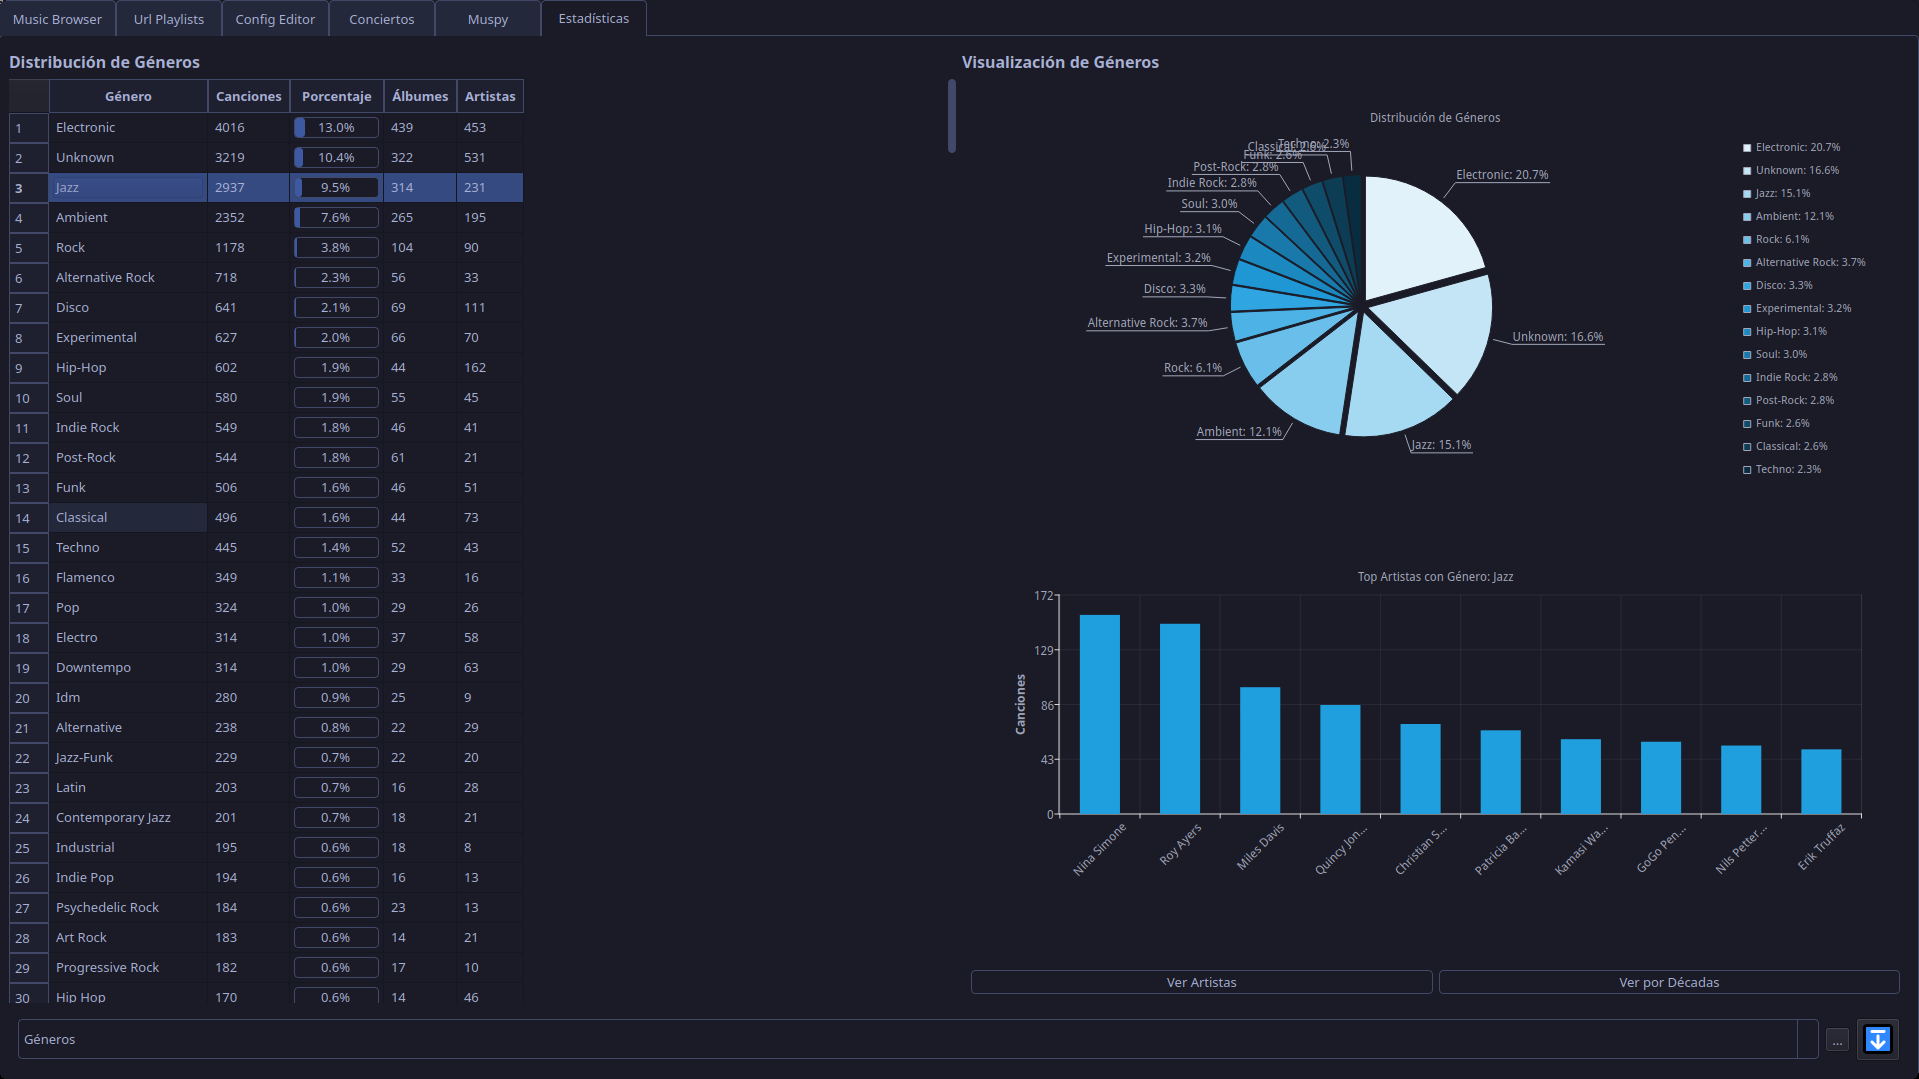 Music Browser
Url Playlists
Config Editor
Conciertos
Muspy
Estadísticas
Distribución de Géneros
Género Canciones Porcentaje Álbumes Artistas
1 Electronic 4016 13.0% 439 453
2 Unknown 3219 10.4% 322 531
3 Jazz 2937 9.5% 314 231
4 Ambient 2352 7.6% 265 195
5 Rock 1178 3.8% 104 90
6 Alternative Rock 718 2.3% 56 33
7 Disco 641 2.1% 69 111
8 Experimental 627 2.0% 66 70
9 Hip-Hop 602 1.9% 44 162
10 Soul 580 1.9% 55 45
11 Indie Rock 549 1.8% 46 41
12 Post-Rock 544 1.8% 61 21
13 Funk 506 1.6% 46 51
14 Classical 496 1.6% 44 73
15 Techno 445 1.4% 52 43
16 Flamenco 349 1.1% 33 16
17 Pop 324 1.0% 29 26
18 Electro 314 1.0% 37 58
19 Downtempo 314 1.0% 29 63
20 Idm 280 0.9% 25 9
21 Alternative 238 0.8% 22 29
22 Jazz-Funk 229 0.7% 22 20
23 Latin 203 0.7% 16 28
24 Contemporary Jazz 201 0.7% 18 21
25 Industrial 195 0.6% 18 8
26 Indie Pop 194 0.6% 16 13
27 Psychedelic Rock 184 0.6% 23 13
28 Art Rock 183 0.6% 14 21
29 Progressive Rock 182 0.6% 17 10
30 Hip Hop 170 0.6% 14 46
Visualización de Géneros
Distribución de Géneros
Techno: 2.3%
Classical: 2.6%
Funk: 2.6%
Post-Rock: 2.8%
Indie Rock: 2.8%
Soul: 3.0%
Hip-Hop: 3.1%
Experimental: 3.2%
Disco: 3.3%
Alternative Rock: 3.7%
Rock: 6.1%
Ambient: 12.1%
Jazz: 15.1%
Unknown: 16.6%
Electronic: 20.7%
Electronic: 20.7%
Unknown: 16.6%
Jazz: 15.1%
Ambient: 12.1%
Rock: 6.1%
Alternative Rock: 3.7%
Disco: 3.3%
Experimental: 3.2%
Hip-Hop: 3.1%
Soul: 3.0%
Indie Rock: 2.8%
Post-Rock: 2.8%
Funk: 2.6%
Classical: 2.6%
Techno: 2.3%
Top Artistas con Género: Jazz
Canciones
172
129
86
43
0
Nina Simone
Roy Ayers
Miles Davis
Quincy Jon...
Christian S...
Patricia Ba...
Kamasi Wa...
GoGo Pen...
Nils Petter...
Erik Truffaz
Ver Artistas
Ver por Décadas
Géneros
...